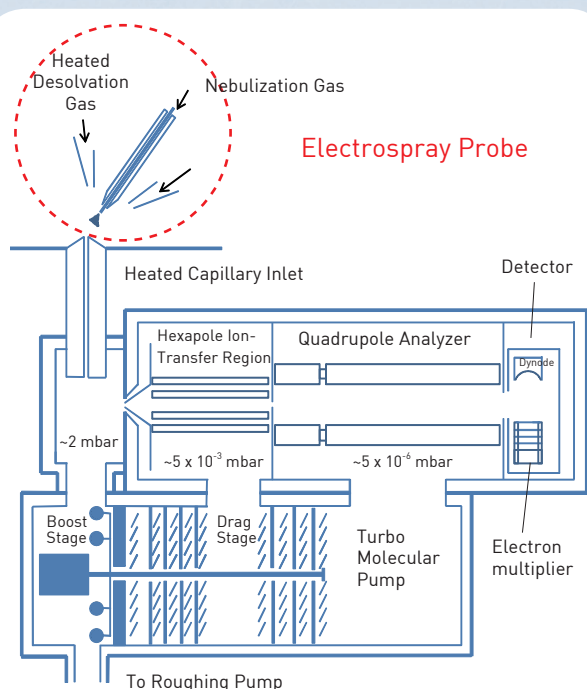 Heated
Desolvation
Gas
Nebulization Gas
Electrospray Probe
Heated Capillary Inlet
Detector
Hexapole Ion-
Transfer Region
Quadrupole Analyzer
Dynode
~2 mbar
~5 x 10⁻³ mbar
~5 x 10⁻⁶ mbar
Boost
Stage
Drag
Stage
Turbo
Molecular
Pump
Electron
multiplier
To Roughing Pump